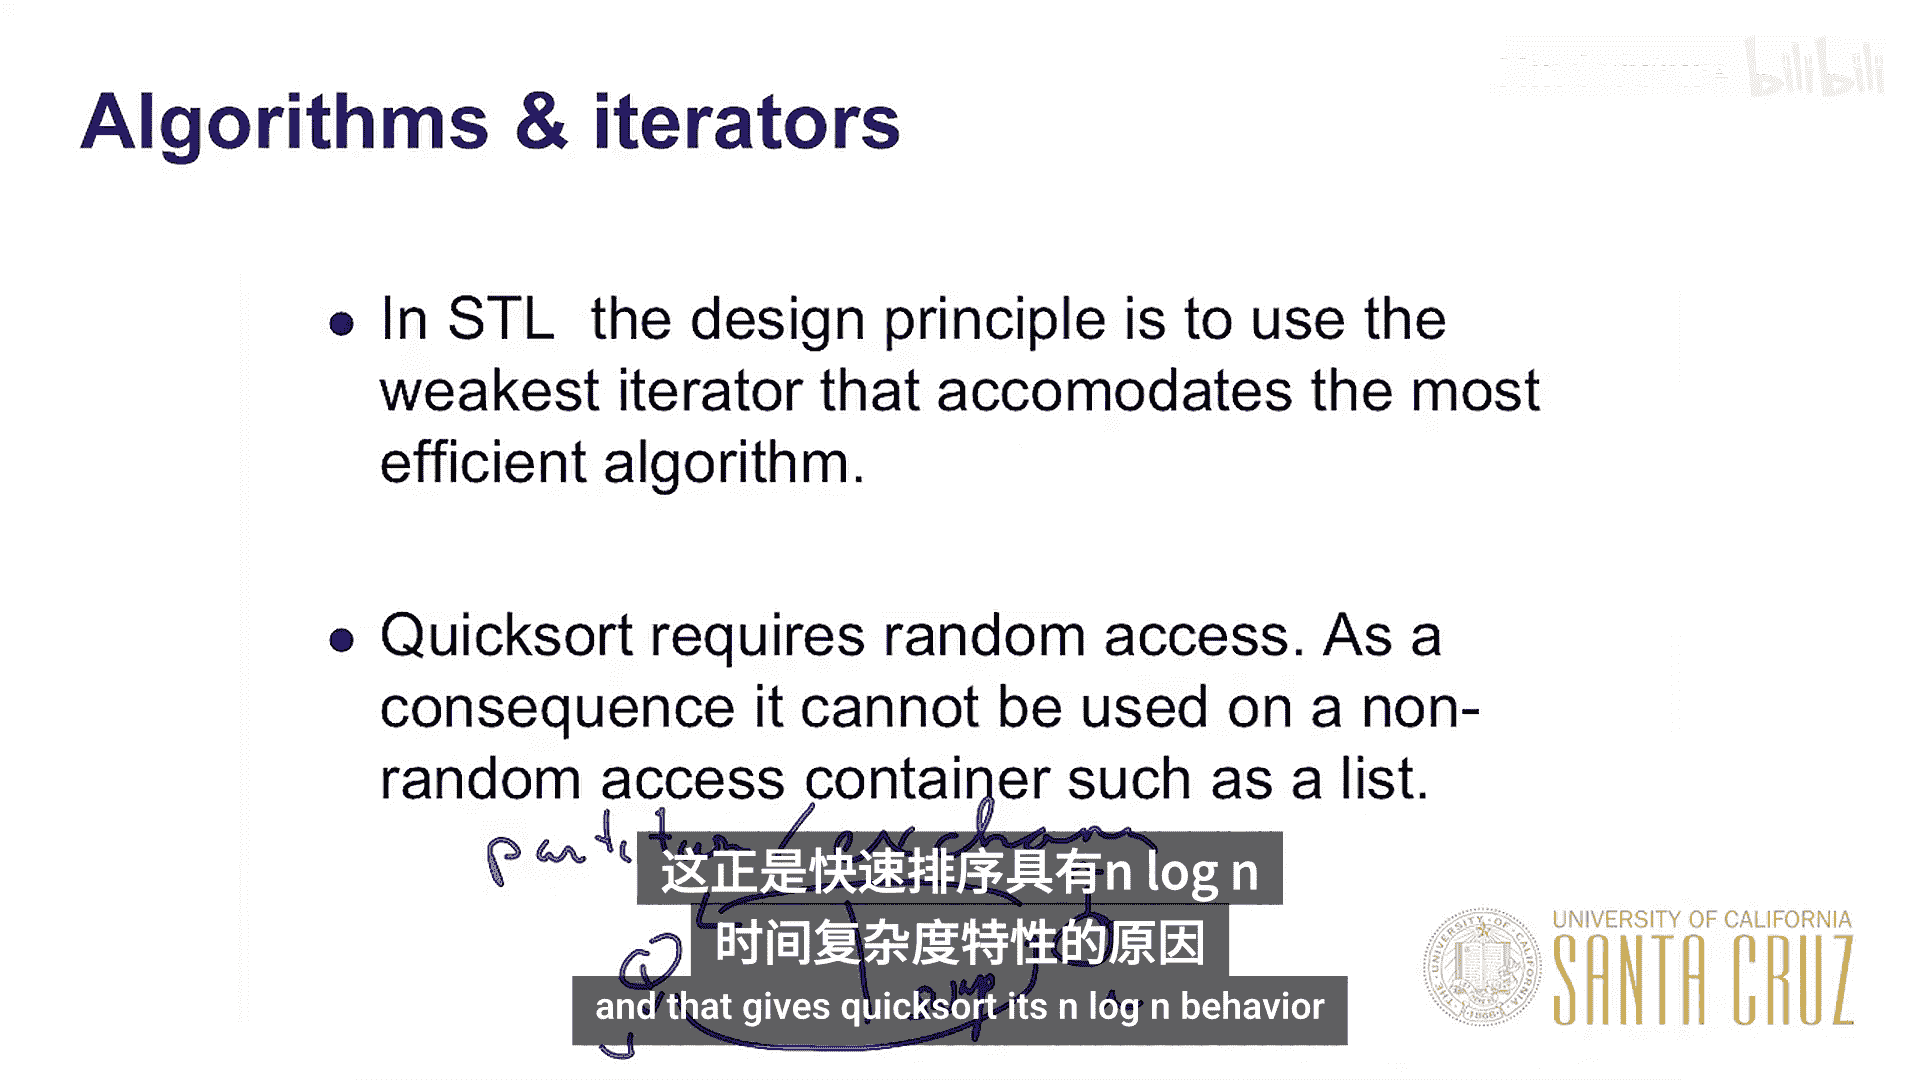 bilibili
Algorithms & iterators
• In STL the design principle is to use the
weakest iterator that accomodates the most
efficient algorithm.
• Quicksort requires random access. As a
consequence it cannot be used on a non-
random access container such as a list.
这正是快速排序具有n log n
时间复杂度特性的原因
and that gives quicksort its n log n behavior
UNIVERSITY OF CALIFORNIA
SANTA CRUZ